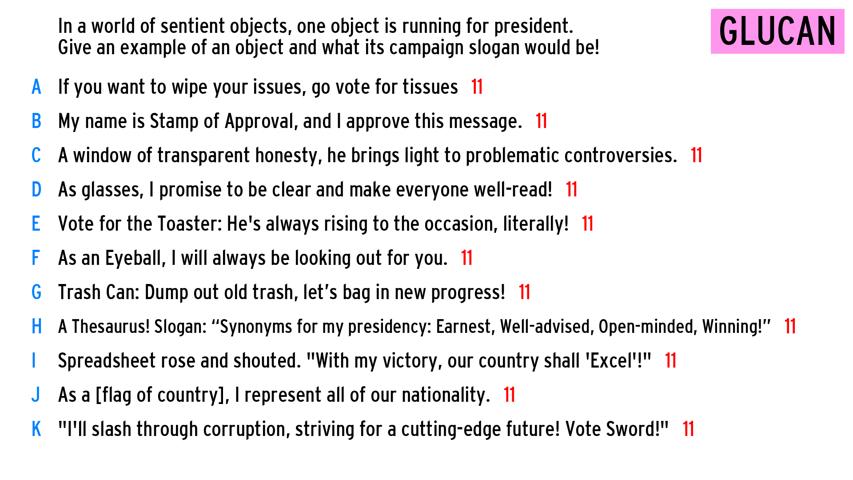 In a world of sentient objects, one object is running for president.
Give an example of an object and what its campaign slogan would be!
GLUCAN
A If you want to wipe your issues, go vote for tissues 11
B My name is Stamp of Approval, and I approve this message. 11
C A window of transparent honesty, he brings light to problematic controversies. 11
D As glasses, I promise to be clear and make everyone well-read! 11
E Vote for the Toaster: He's always rising to the occasion, literally! 11
F As an Eyeball, I will always be looking out for you. 11
G Trash Can: Dump out old trash, let’s bag in new progress! 11
H A Thesaurus! Slogan: “Synonyms for my presidency: Earnest, Well-advised, Open-minded, Winning!” 11
I Spreadsheet rose and shouted. "With my victory, our country shall 'Excel'!" 11
J As a [flag of country], I represent all of our nationality. 11
K "I'll slash through corruption, striving for a cutting-edge future! Vote Sword!" 11